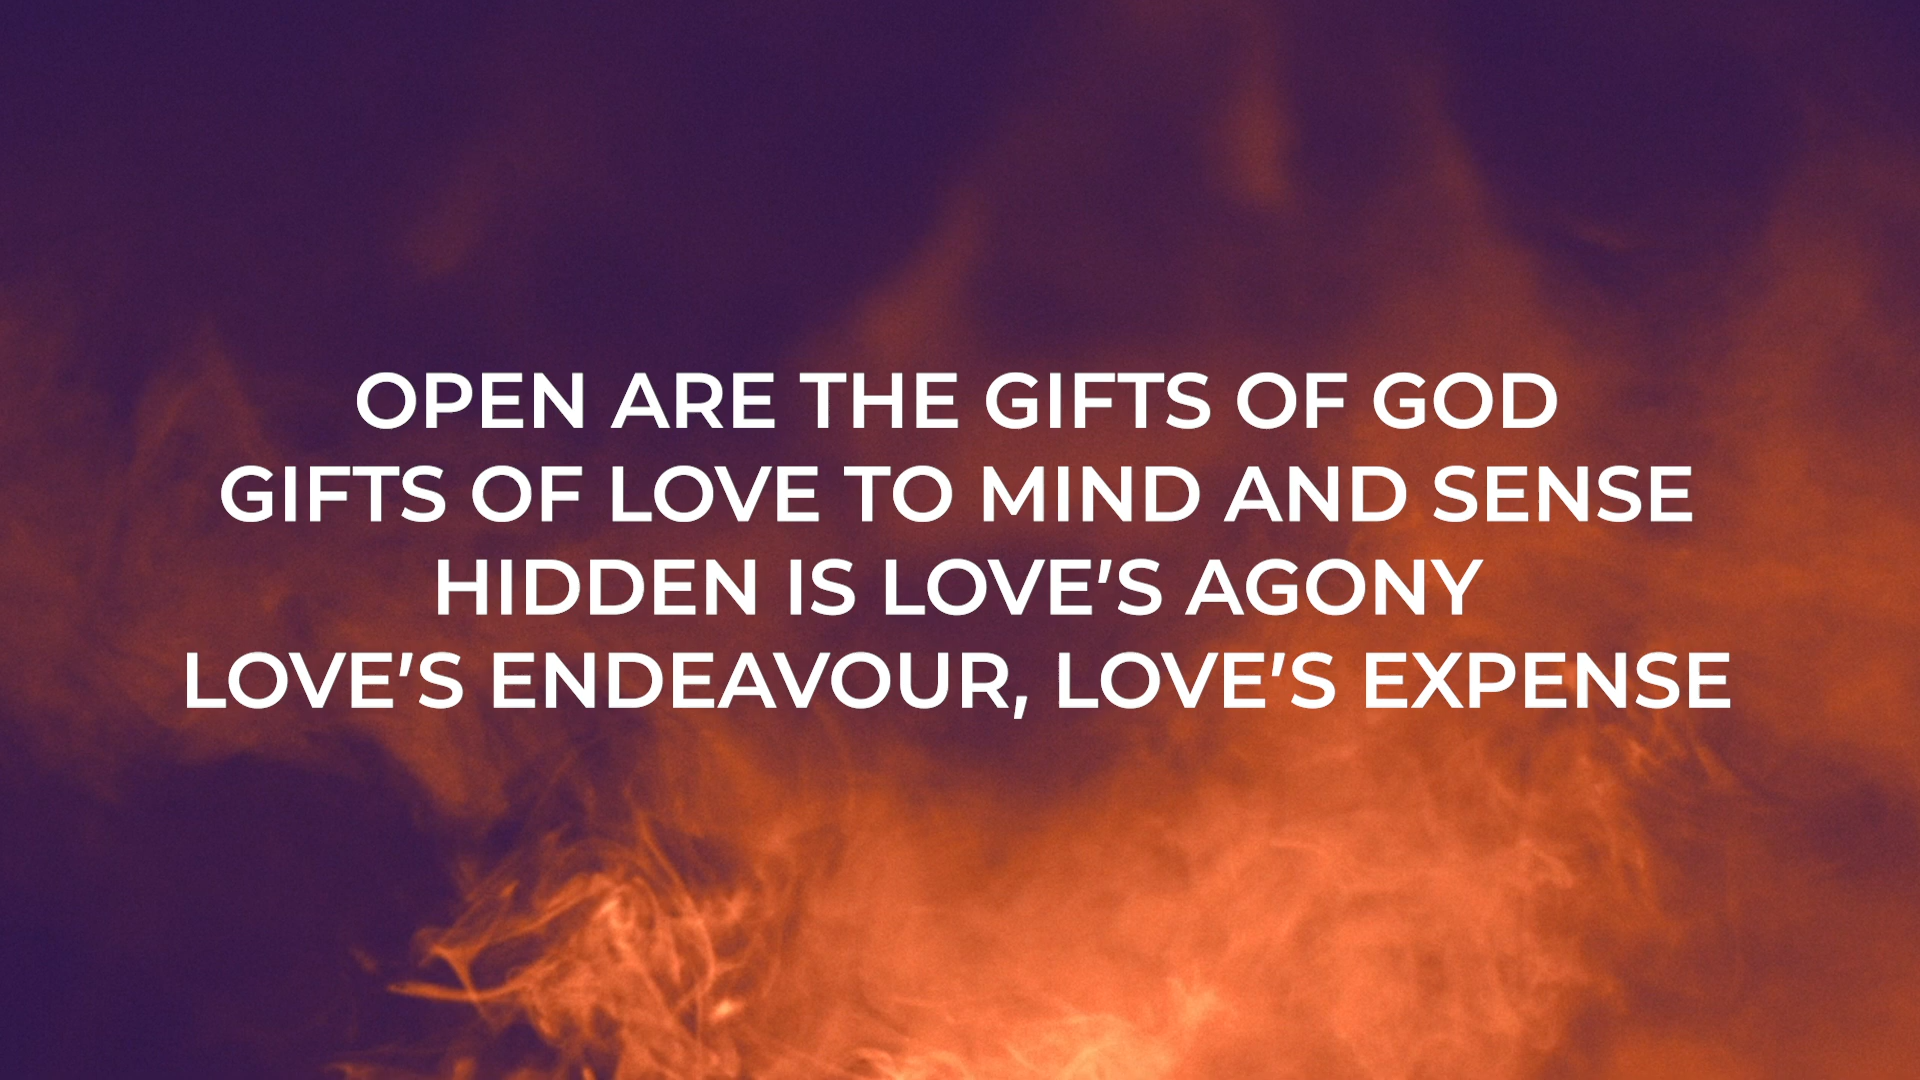 OPEN ARE THE GIFTS OF GOD
GIFTS OF LOVE TO MIND AND SENSE
HIDDEN IS LOVE’S AGONY
LOVE’S ENDEAVOUR, LOVE’S EXPENSE